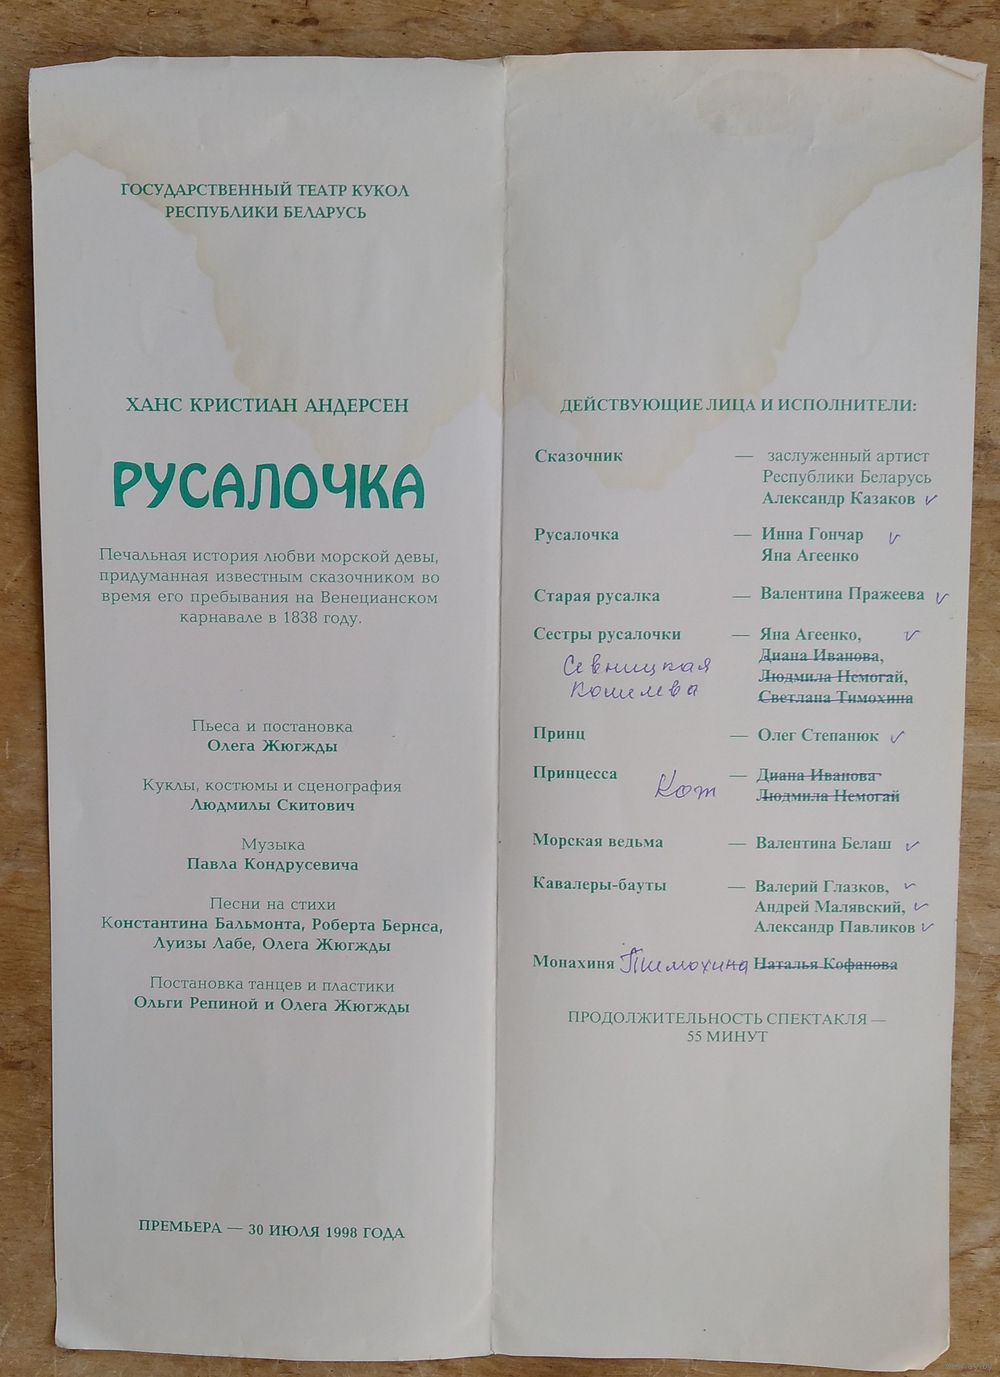 ГОСУДАРСТВЕННЫЙ ТЕАТР КУКОЛ
РЕСПУБЛИКИ БЕЛАРУСЬ
ХАНС КРИСТИАН АНДЕРСЕН
РУСАЛОЧКА
Печальная история любви морской девы,
придуманная известным сказочником во
время его пребывания на Венецианском
карнавале в 1838 году.
Пьеса и постановка
Олега Жюгжды
Куклы, костюмы и сценография
Людмилы Скитович
Музыка
Павла Кондрусевича
Песни на стихи
Константина Бальмонта, Роберта Бернса,
Луизы Лабе, Олега Жюгжды
Постановка танцев и пластики
Ольги Репиной и Олега Жюгжды
ПРЕМЬЕРА — 30 ИЮЛЯ 1998 ГОДА
ДЕЙСТВУЮЩИЕ ЛИЦА И ИСПОЛНИТЕЛИ:
Сказочник — заслуженный артист
Республики Беларусь
Александр Казаков
Русалочка — Инна Гончар
Яна Агеенко
Старая русалка — Валентина Пражеева
Сестры русалочки — Яна Агеенко,
Диана Иванова,
Севницкая
Людмила Немогай,
Светлана Тимохина
Принц — Олег Степанюк
Принцесса — Диана Иванова
Кот
Людмила Немогай
Морская ведьма — Валентина Белаш
Кавалеры-бауты — Валерий Глазков,
Андрей Малявский,
Александр Павликов
Монахиня Тимохина Наталья Кофанова
ПРОДОЛЖИТЕЛЬНОСТЬ СПЕКТАКЛЯ —
55 МИНУТ